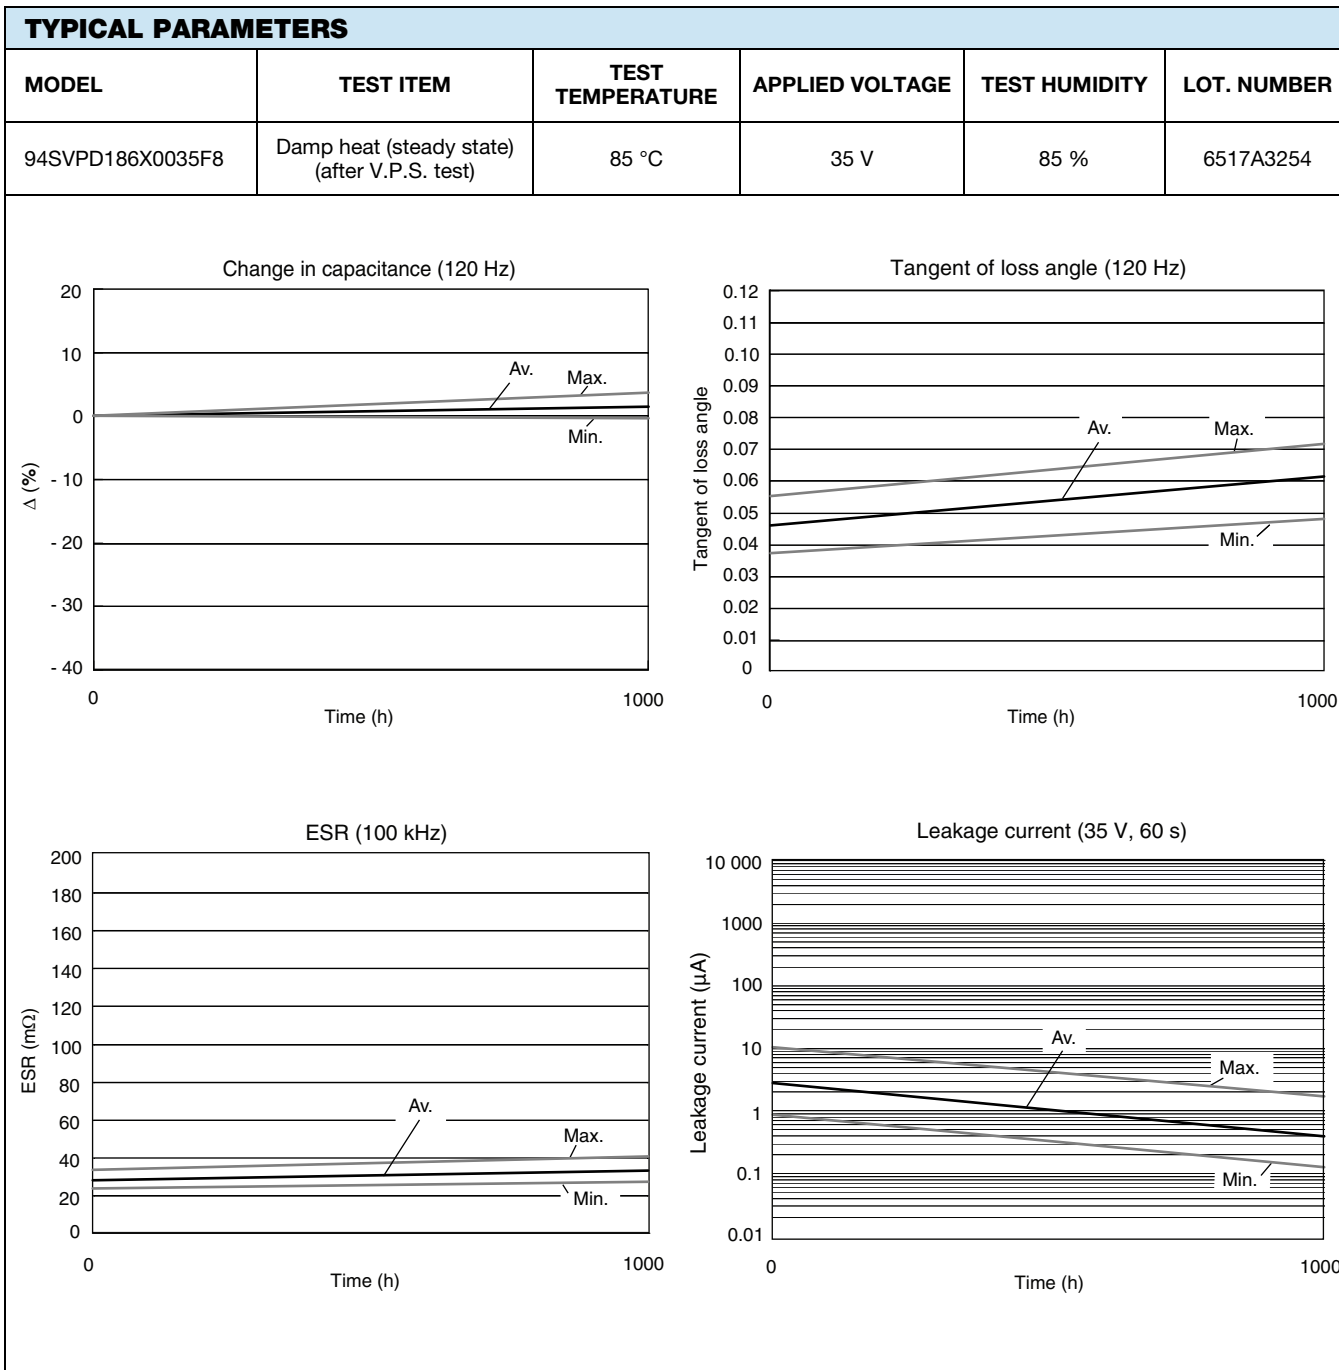 TYPICAL PARAMETERS
MODEL
TEST ITEM
TEST
TEMPERATURE
APPLIED VOLTAGE
TEST HUMIDITY
LOT. NUMBER
94SVPD186X0035F8
Damp heat (steady state)
(after V.P.S. test)
85 °C
35 V
85 %
6517A3254
Change in capacitance (120 Hz)
20
10
0
- 10
- 20
- 30
- 40
Δ (%)
Av.
Max.
Min.
0
1000
Time (h)
Tangent of loss angle (120 Hz)
0.12
0.11
0.10
0.09
0.08
0.07
0.06
0.05
0.04
0.03
0.02
0.01
0
Tangent of loss angle
Av.
Max.
Min.
0
1000
Time (h)
ESR (100 kHz)
200
180
160
140
120
100
80
60
40
20
0
ESR (mΩ)
Av.
Max.
Min.
0
1000
Time (h)
Leakage current (35 V, 60 s)
10 000
1000
100
10
1
0.1
0.01
Leakage current (µA)
Av.
Max.
Min.
0
1000
Time (h)